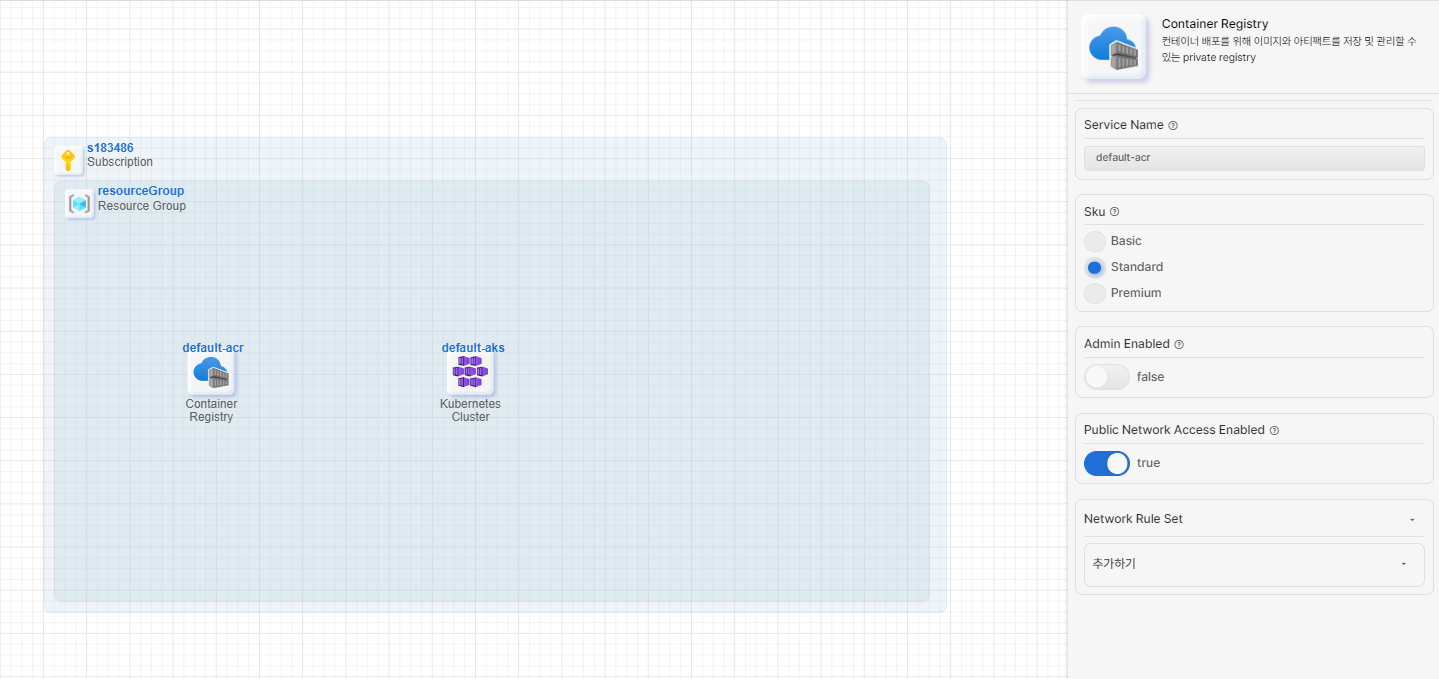 s183486
Subscription
resourceGroup
Resource Group
default-acr
Container
Registry
default-aks
Kubernetes
Cluster
Container Registry
컨테이너 배포를 위해 이미지와 아티팩트를 저장 및 관리할 수
있는 private registry
Service Name
default-acr
Sku
Basic
Standard
Premium
Admin Enabled
false
Public Network Access Enabled
true
Network Rule Set
추가하기